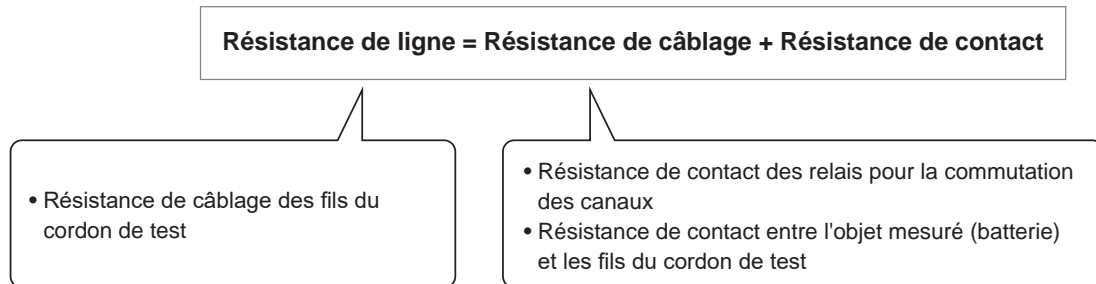 Résistance de ligne = Résistance de câblage + Résistance de contact
• Résistance de câblage des fils du
cordon de test
• Résistance de contact des relais pour la commutation
des canaux
• Résistance de contact entre l'objet mesuré (batterie)
et les fils du cordon de test